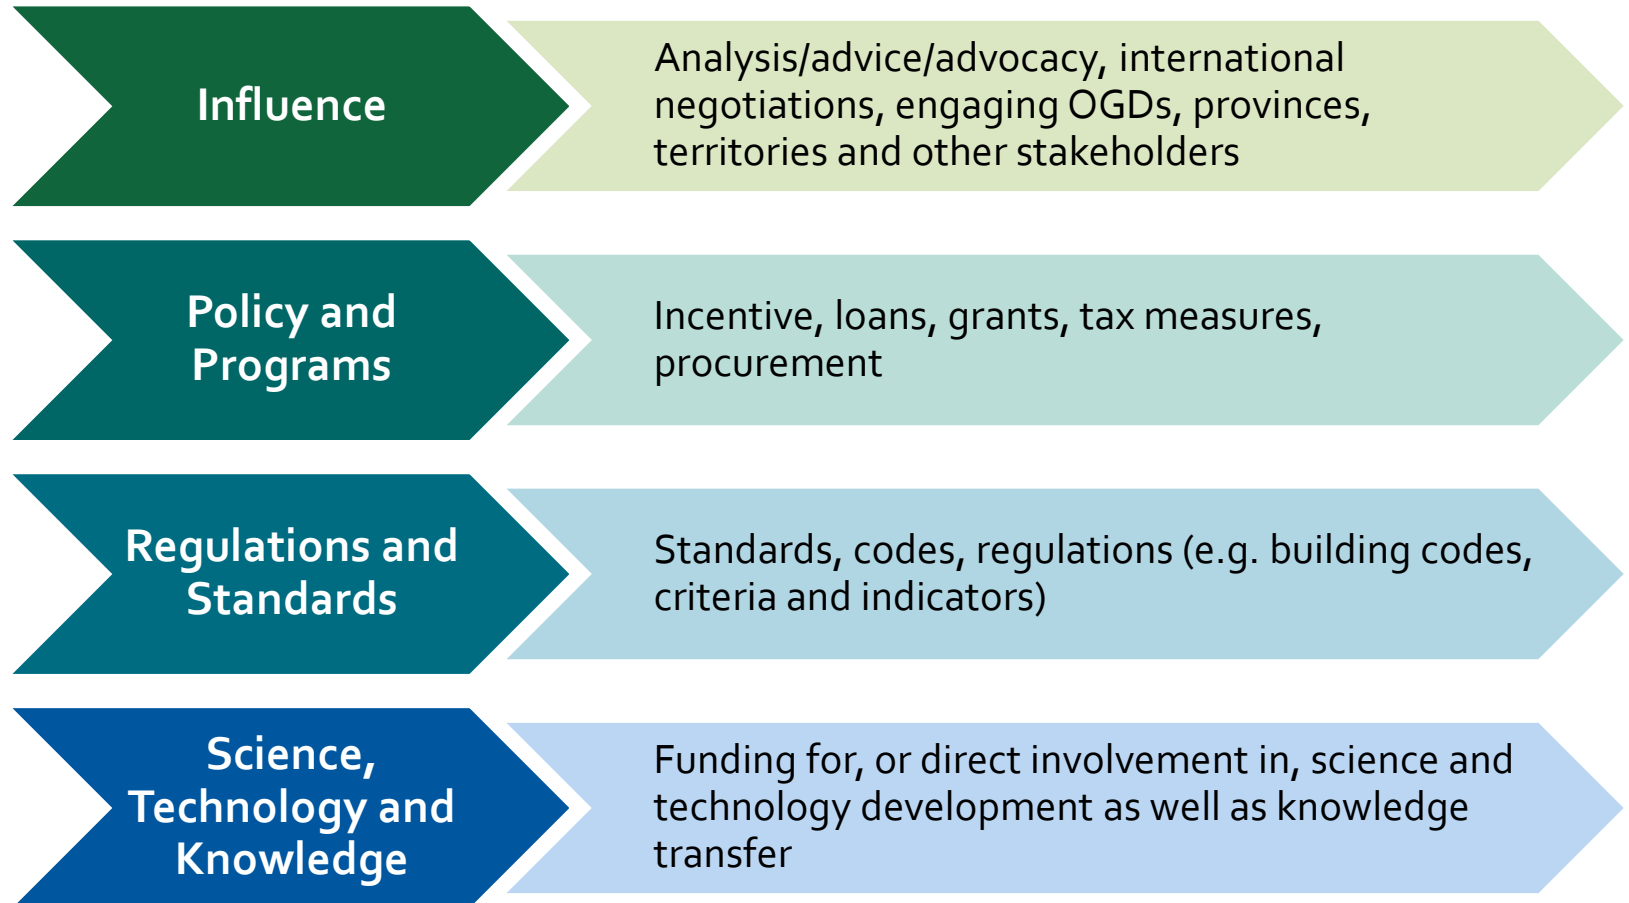 Influence
Analysis/advice/advocacy, international
negotiations, engaging OGDs, provinces,
territories and other stakeholders
Policy and
Programs
Incentive, loans, grants, tax measures,
procurement
Regulations and
Standards
Standards, codes, regulations (e.g. building codes,
criteria and indicators)
Science,
Technology and
Knowledge
Funding for, or direct involvement in, science and
technology development as well as knowledge
transfer